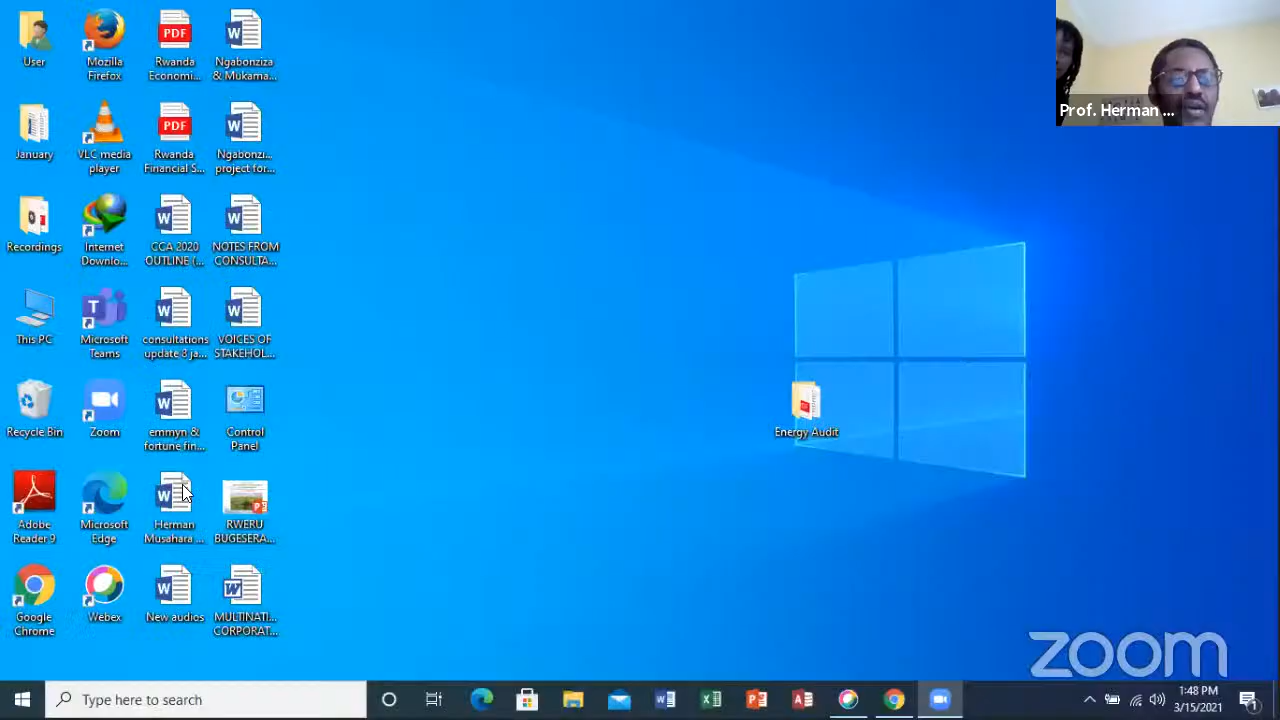 User
Mozilla
Firefox
PDF
Rwanda
Economi...
Ngabonziza
& Mukama...
January
VLC media
player
PDF
Rwanda
Financial S...
Ngabonzi...
project for...
Recordings
Internet
Downlo...
CCA 2020
OUTLINE (...
NOTES FROM
CONSULTA...
This PC
Microsoft
Teams
consultations
update 8 ja...
VOICES OF
STAKEHOL...
Recycle Bin
Zoom
emmyn &
fortune fin...
Control
Panel
Adobe
Reader 9
Microsoft
Edge
Herman
Musahara ...
RWERU
BUGESERA...
Google
Chrome
Webex
New audios
MULTINATI...
CORPORAT...
Energy Audit
Prof. Herman ...
zoom
Type here to search
1:48 PM
3/15/2021